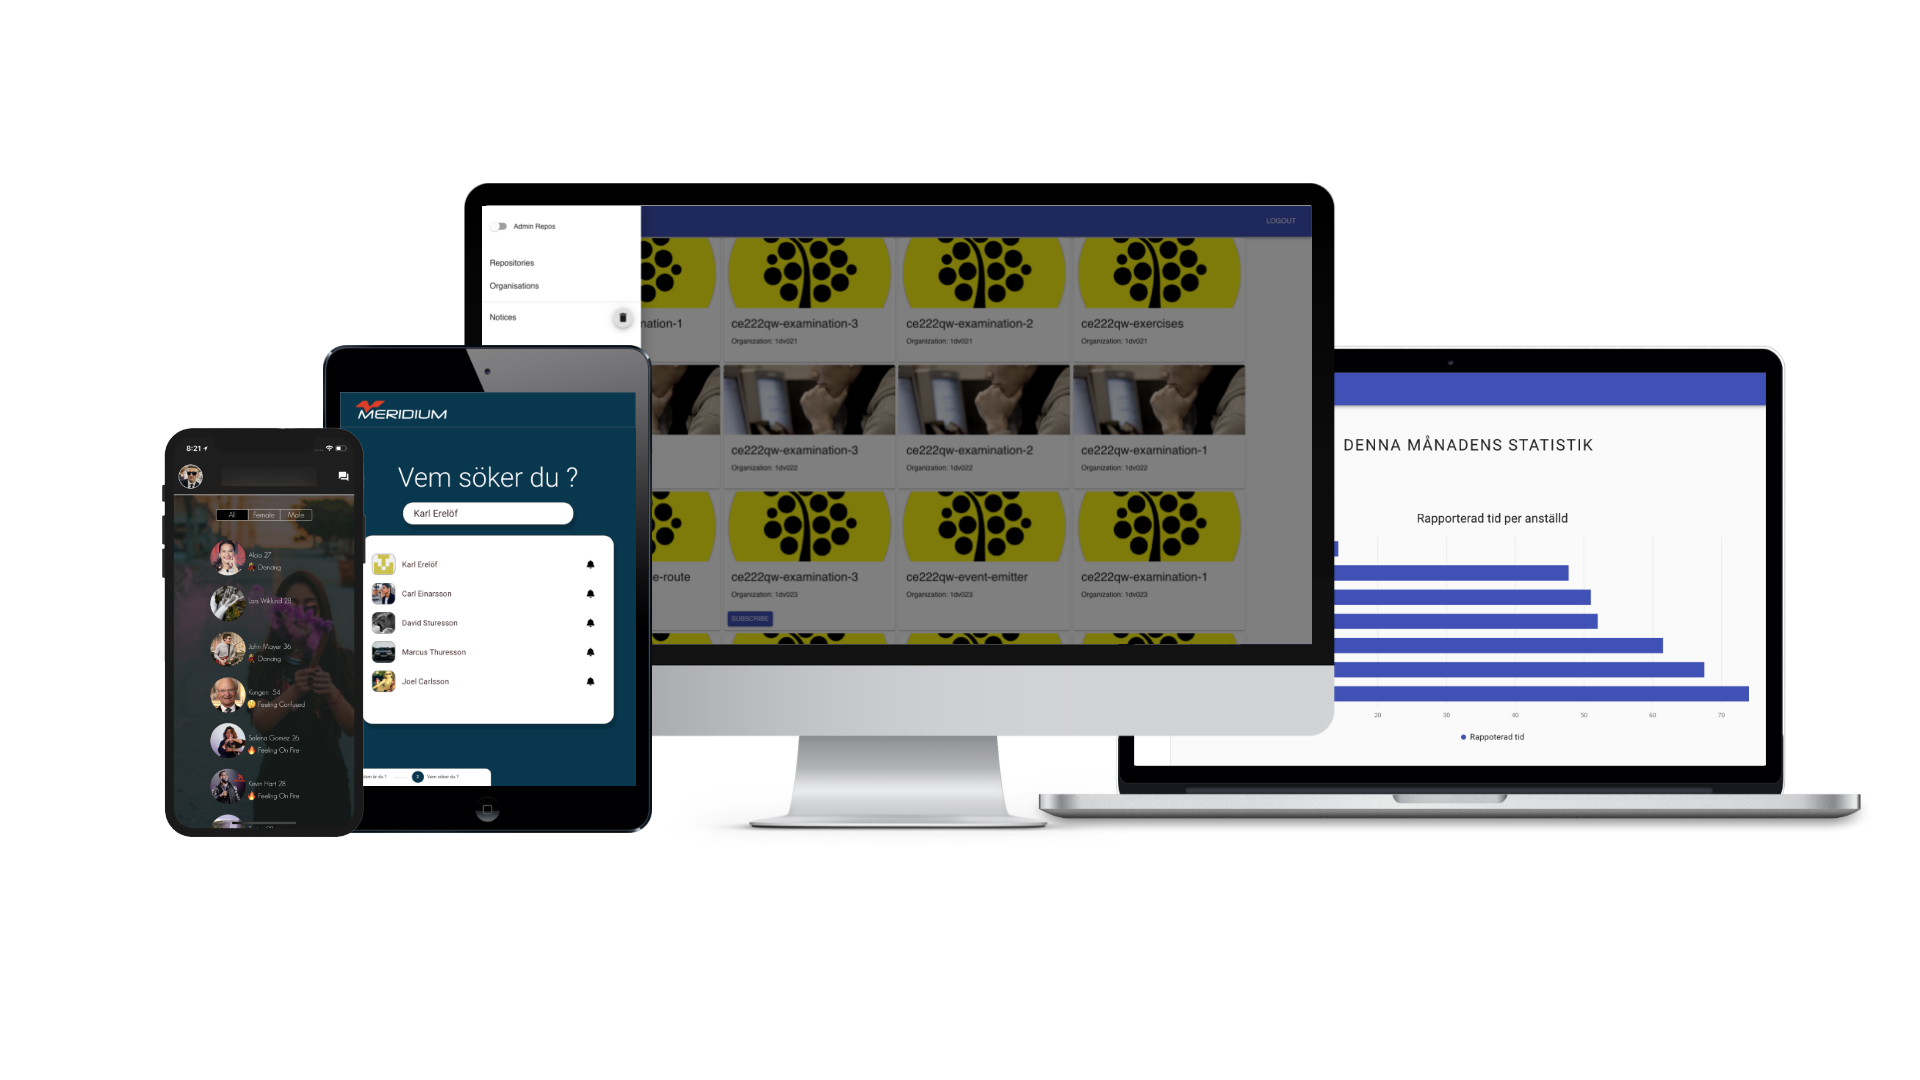 8:21
All Female Male
Alicia 27
Dancing
Lars Wiklund 28
John Mayer 36
Dancing
Kungen 54
Feeling Confused
Selena Gomez 26
Feeling On Fire
Kevin Hart 28
Feeling On Fire
MERIDIUM
Vem söker du ?
Karl Erelöf
Karl Erelöf
Carl Einarsson
David Sturesson
Marcus Thuresson
Joel Carlsson
är du ? 2 Vem söker du ?
Admin Repos
Repositories
Organisations
Notices
LOGOUT
nation-1
ce222qw-examination-3
Organization: 1dv021
ce222qw-examination-2
Organization: 1dv021
ce222qw-exercises
Organization: 1dv021
ce222qw-examination-3
Organization: 1dv022
ce222qw-examination-2
Organization: 1dv022
ce222qw-examination-1
Organization: 1dv022
e-route
ce222qw-examination-3
Organization: 1dv023
SUBSCRIBE
ce222qw-event-emitter
Organization: 1dv023
ce222qw-examination-1
Organization: 1dv023
DENNA MÅNADENS STATISTIK
Rapporterad tid per anställd
20 30 40 50 60 70
Rappoterad tid